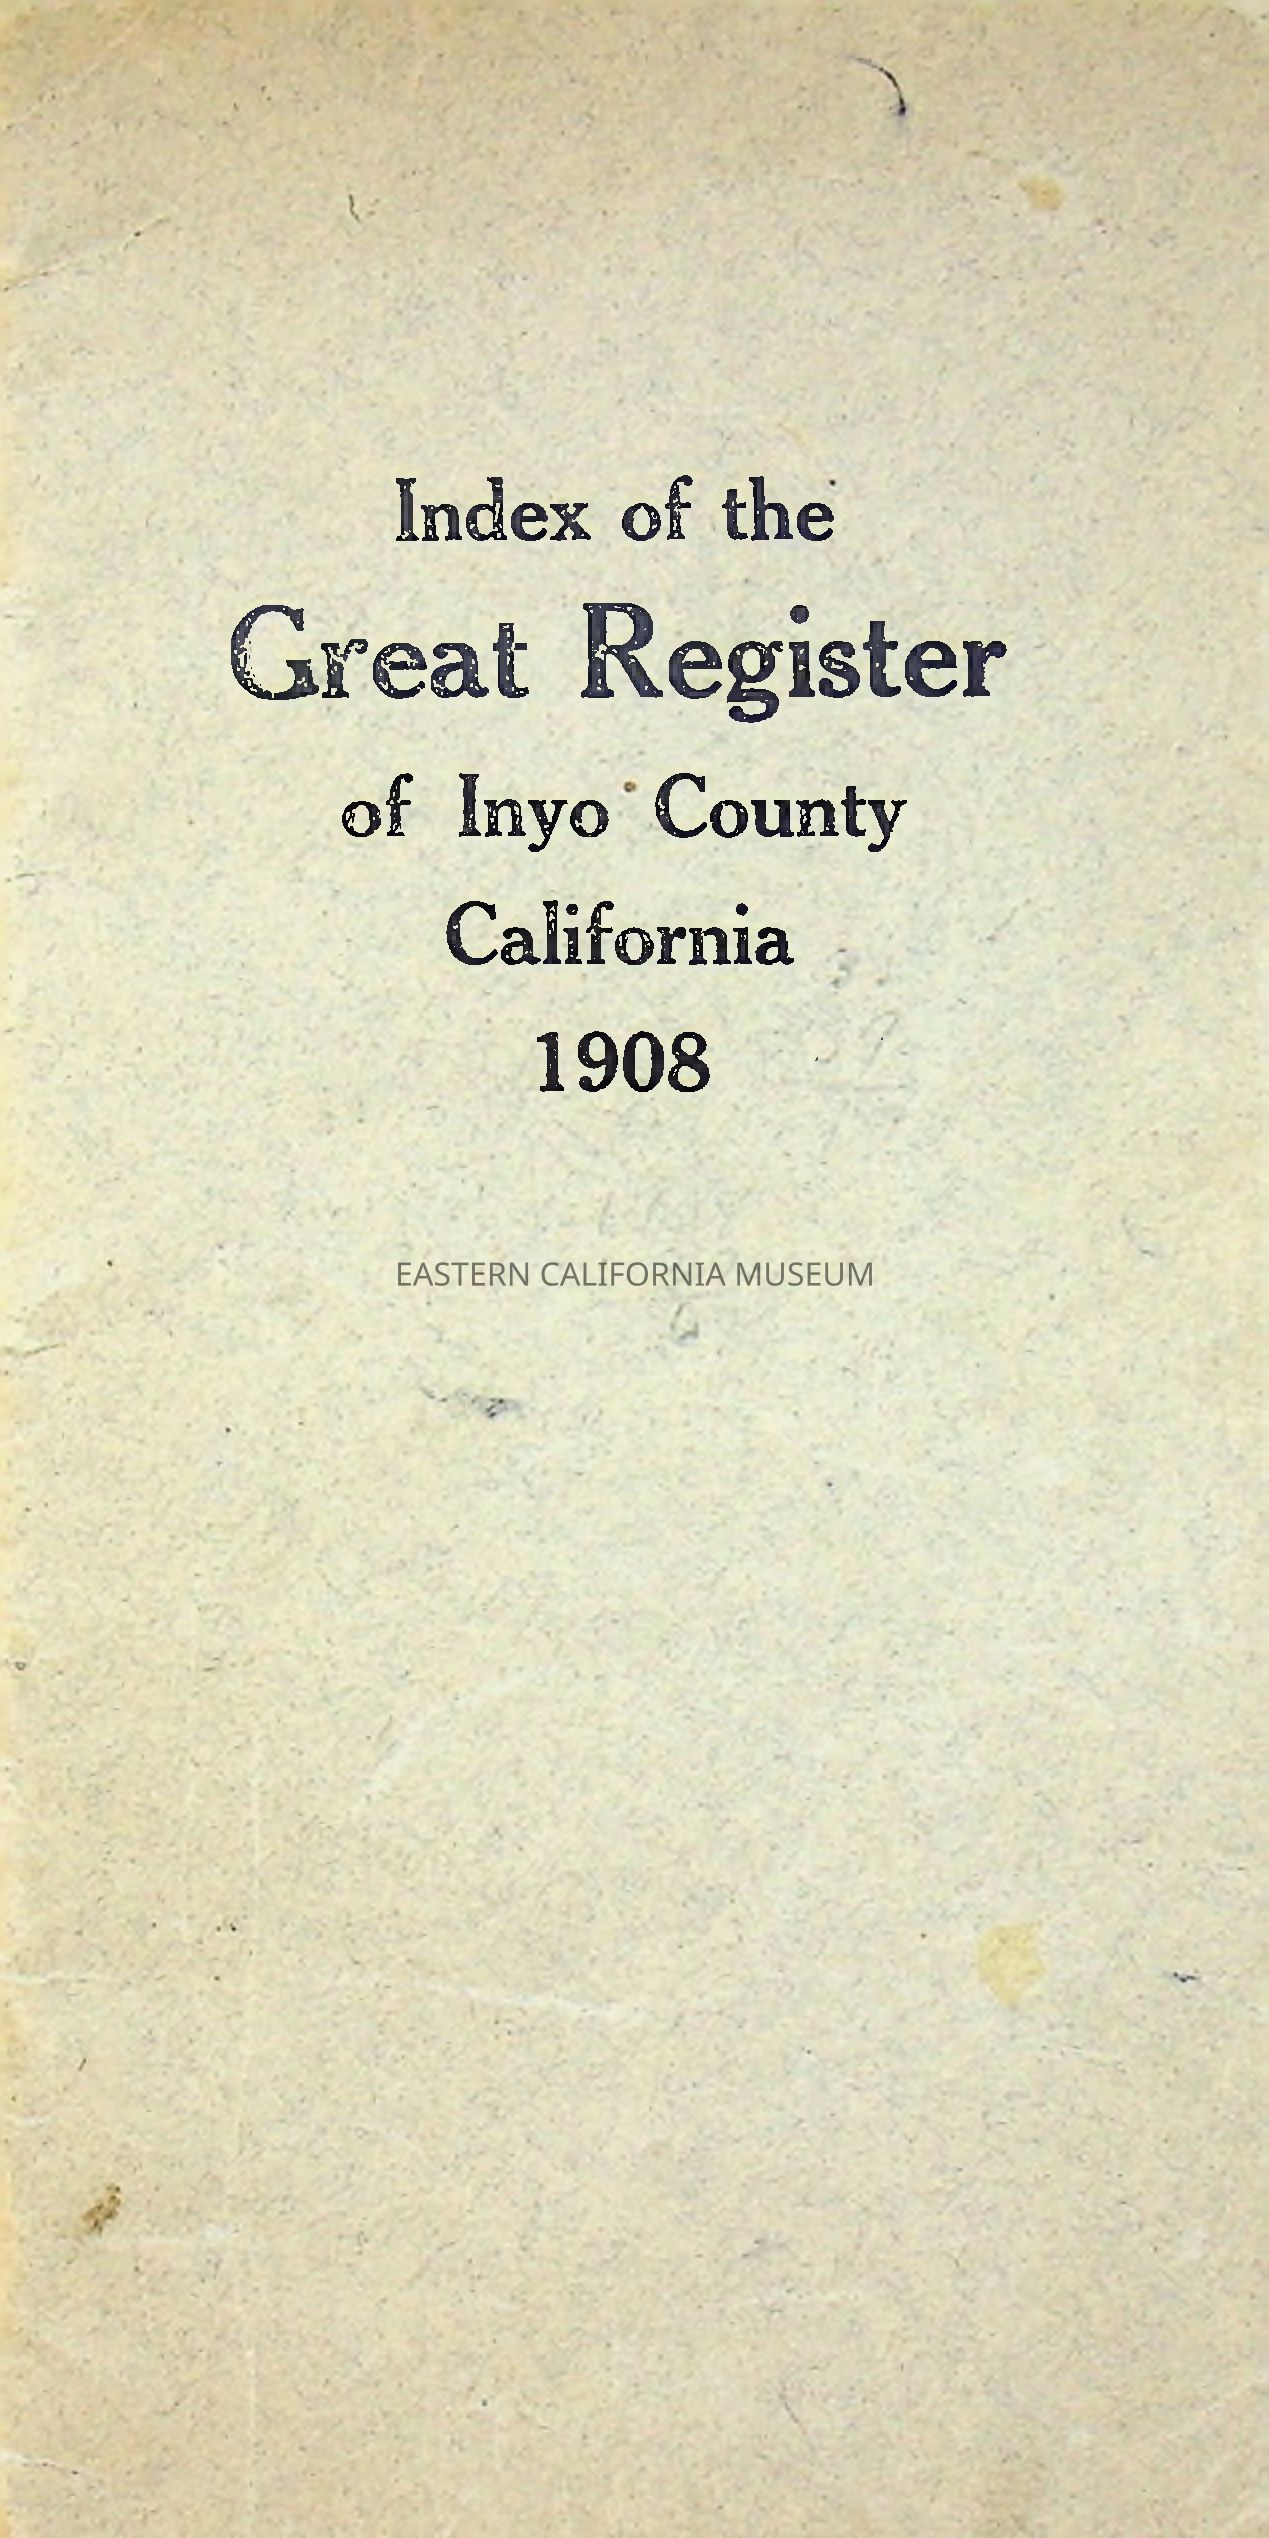 Index of the
Great Register
of Inyo County
California
1908
EASTERN CALIFORNIA MUSEUM